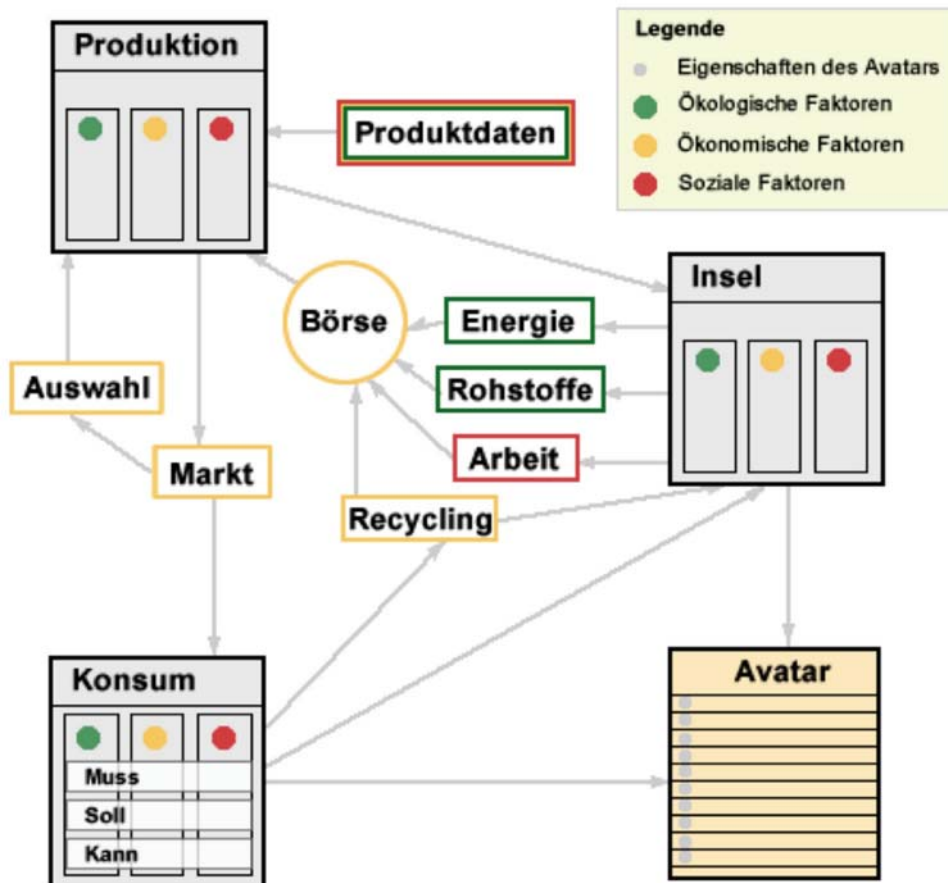 Produktion
Legende
Eigenschaften des Avatars
Ökologische Faktoren
Ökonomische Faktoren
Soziale Faktoren
Produktdaten
Insel
Börse
Energie
Rohstoffe
Arbeit
Auswahl
Markt
Recycling
Konsum
Muss
Soll
Kann
Avatar